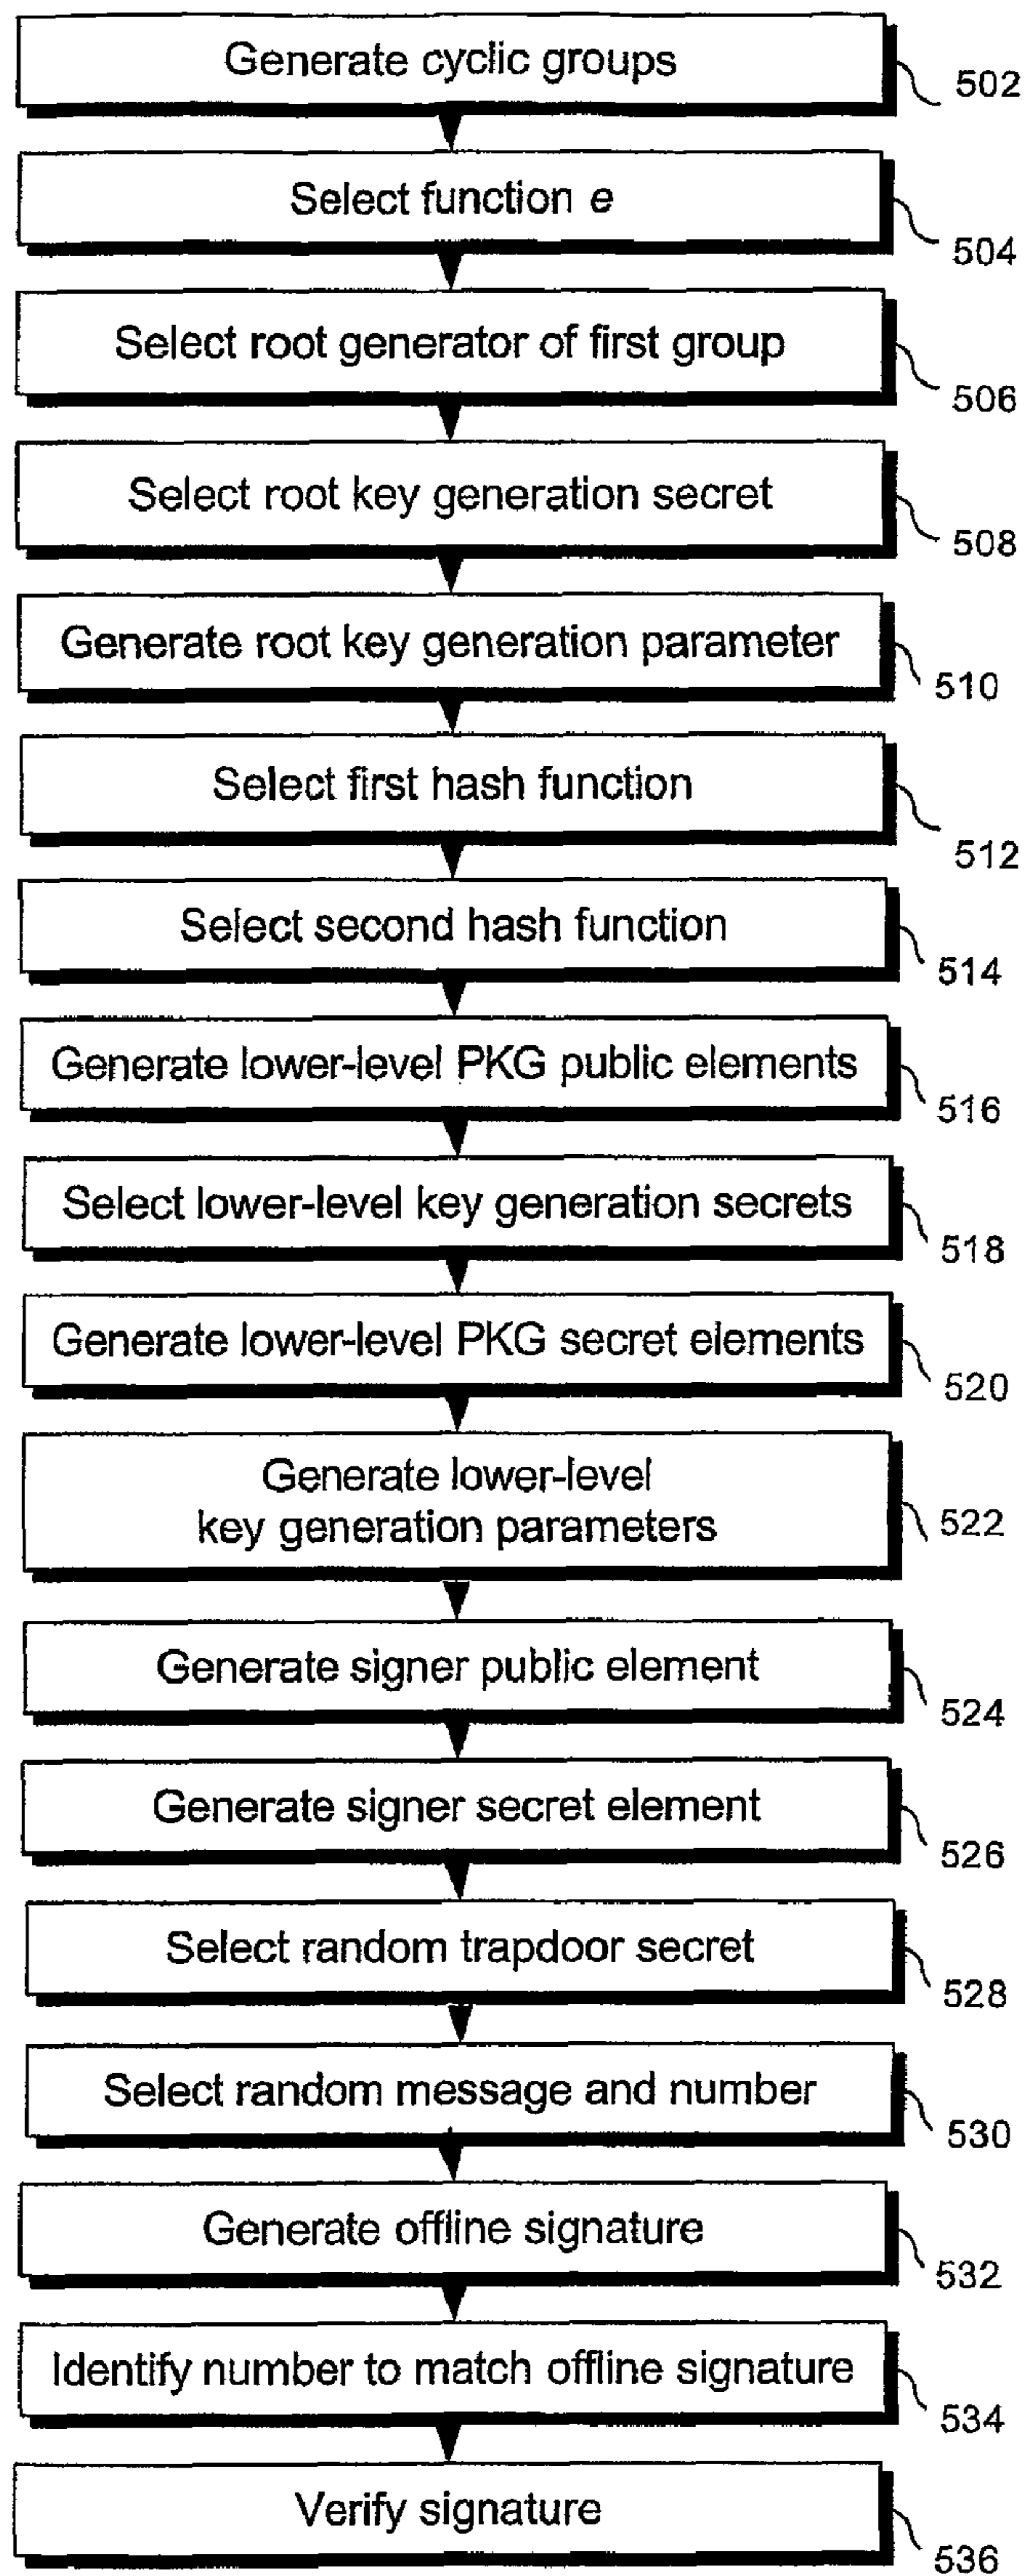 Generate cyclic groups
502
Select function e
504
Select root generator of first group
506
Select root key generation secret
508
Generate root key generation parameter
510
Select first hash function
512
Select second hash function
514
Generate lower-level PKG public elements
516
Select lower-level key generation secrets
518
Generate lower-level PKG secret elements
520
Generate lower-level
key generation parameters
522
Generate signer public element
524
Generate signer secret element
526
Select random trapdoor secret
528
Select random message and number
530
Generate offline signature
532
Identify number to match offline signature
534
Verify signature
536